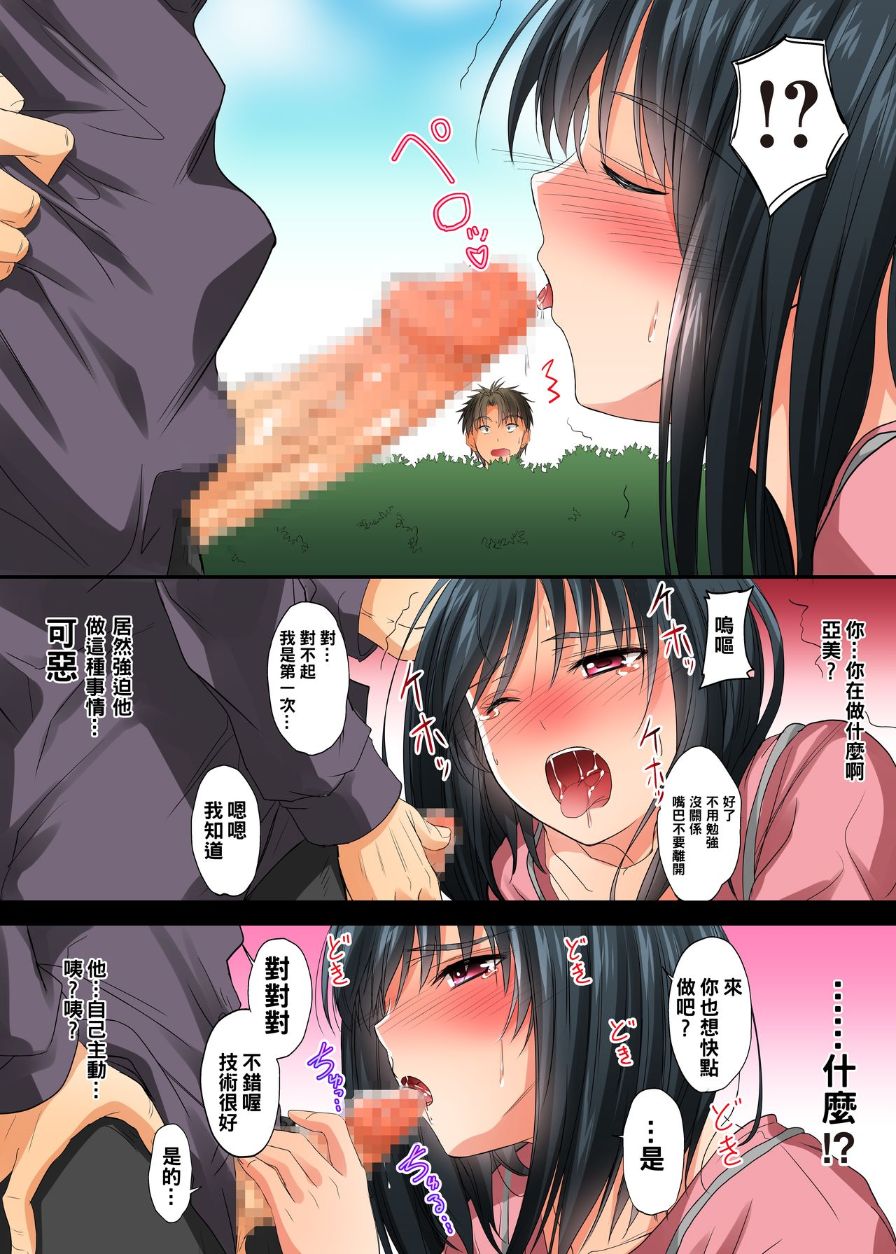 !?
ペロッ♡
你…你在做什麼啊
亞美?
嗚嘔
ケホッ
ケホッ
好了
不用勉強
沒關係
嘴巴不要離開
對…
對不起
我是第一次…
嗯嗯
我知道
居然強迫他
做這種事情…
可惡
……什麼!?
來
你也想快點
做吧?
…是
どき
どき
どき
どき
對對對
不錯喔
技術很好
ちゅっ…
ちゅる…
是的…
他…自己主動…
咦?咦?